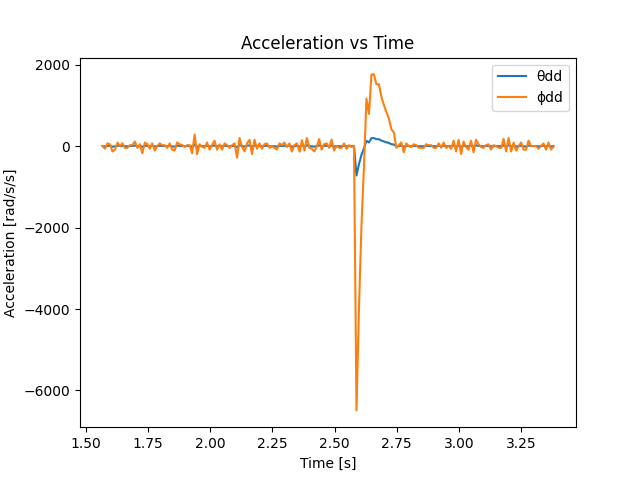 Acceleration vs Time
θdd
ϕdd
2000
0
−2000
−4000
−6000
Acceleration [rad/s/s]
1.50 1.75 2.00 2.25 2.50 2.75 3.00 3.25
Time [s]